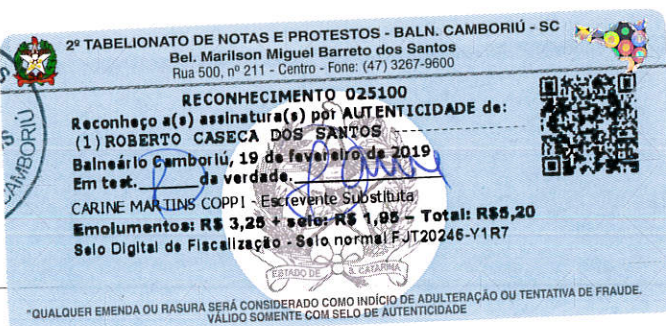 2º TABELIONATO DE NOTAS E PROTESTOS - BALN. CAMBORIÚ - SC
Bel. Marilson Miguel Barreto dos Santos
Rua 500, nº 211 - Centro - Fone: (47) 3267-9600
RECONHECIMENTO 025100
Reconheço a(s) assinatura(s) por AUTENTICIDADE de:
(1) ROBERTO CASECA DOS SANTOS
Balneário Camboriú, 19 de fevereiro de 2019
Em test.______da verdade.
CARINE MARTINS COPPI - Escrevente Substituta
Emolumentos: R$ 3,25 + selo: R$ 1,95 - Total: R$5,20
Selo Digital de Fiscalização - Selo normal FJT20246-Y1R7
ESTADO DE S. CATARINA
"QUALQUER EMENDA OU RASURA SERÁ CONSIDERADO COMO INDÍCIO DE ADULTERAÇÃO OU TENTATIVA DE FRAUDE.
VÁLIDO SOMENTE COM SELO DE AUTENTICIDADE